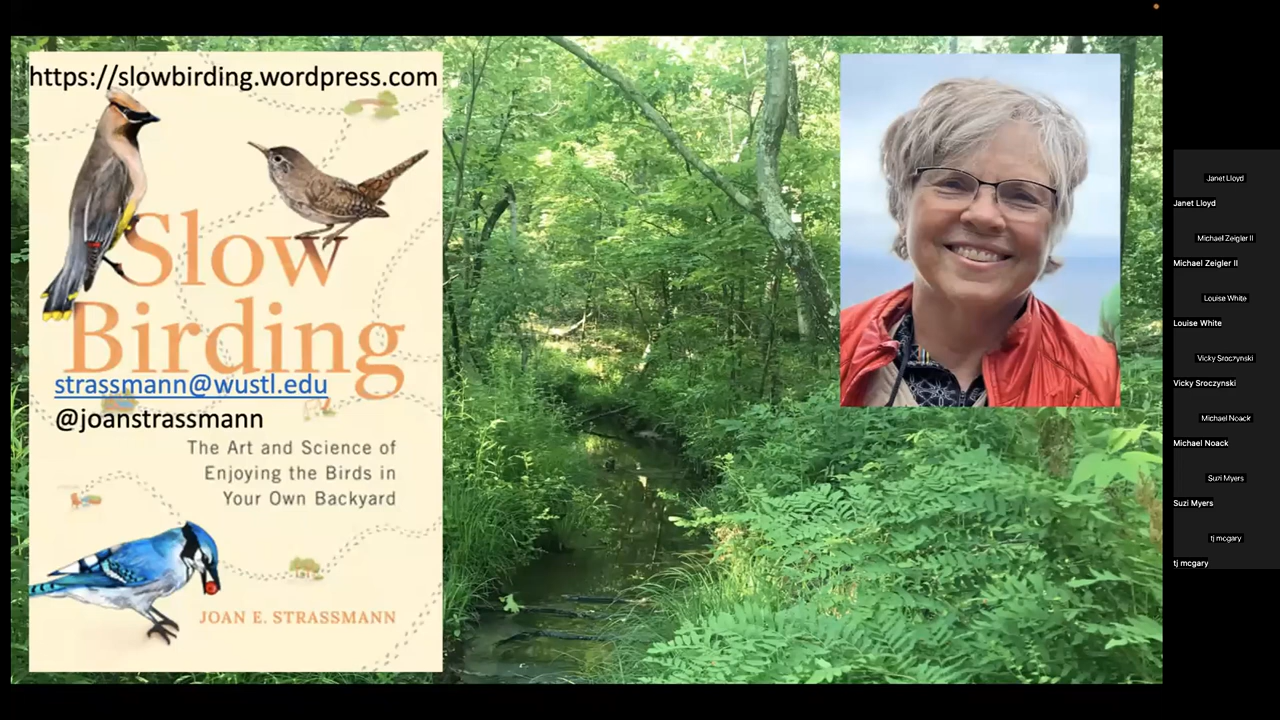 https://slowbirding.wordpress.com
Slow
Birding
strassmann@wustl.edu
@joanstrassmann
The Art and Science of
Enjoying the Birds in
Your Own Backyard
JOAN E. STRASSMANN
Janet Lloyd
Janet Lloyd
Michael Zeigler II
Michael Zeigler II
Louise White
Louise White
Vicky Sroczynski
Vicky Sroczynski
Michael Noack
Michael Noack
Suzi Myers
Suzi Myers
tj mcgary
tj mcgary